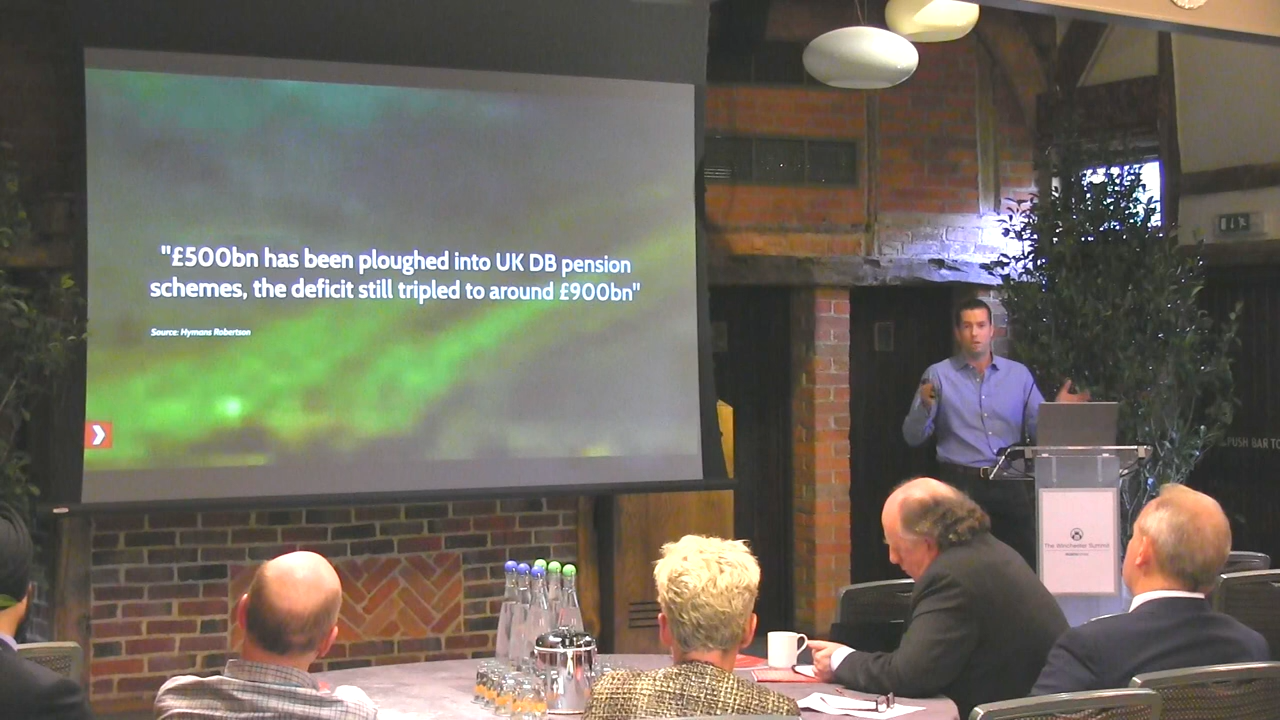 "£500bn has been ploughed into UK DB pension
schemes, the deficit still tripled to around £900bn"
Source: Hymans Robertson
The Winchester Summit
PUSH BAR TO